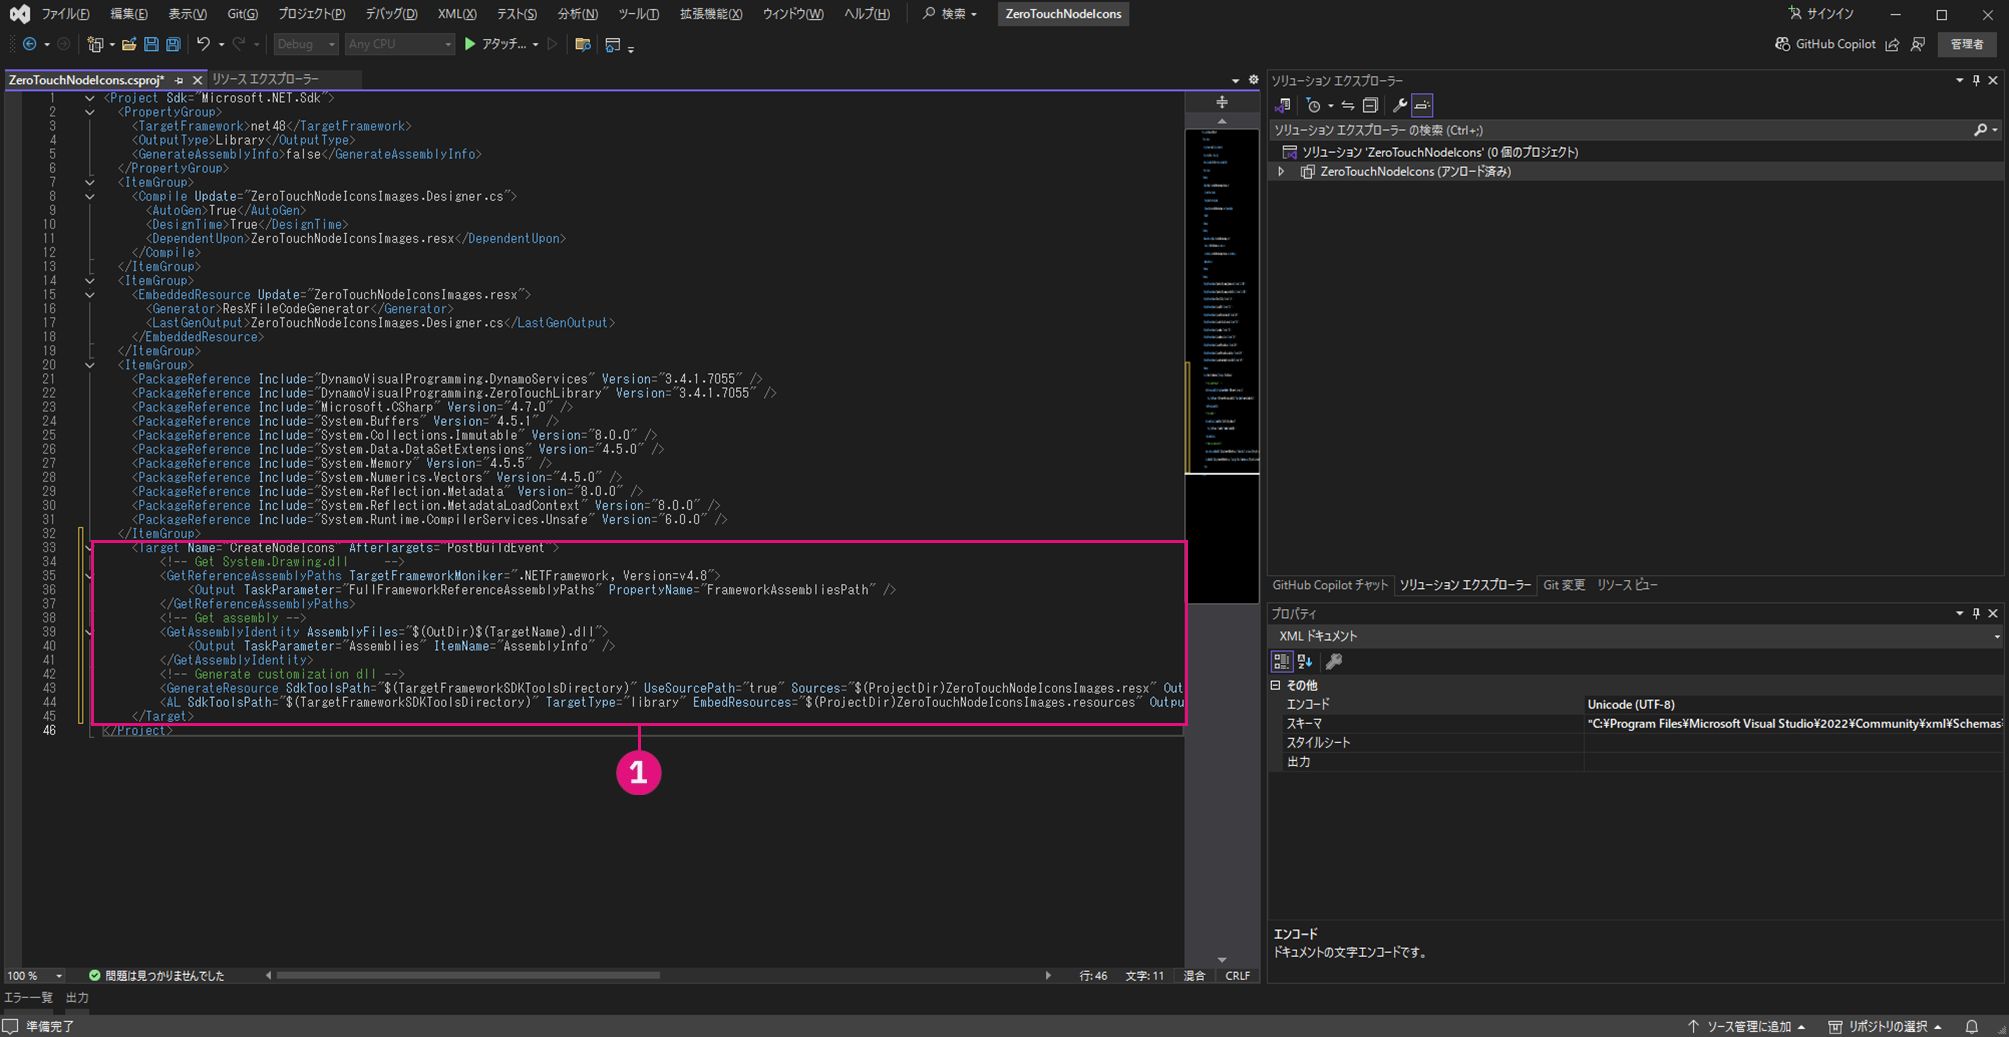 ファイル(F) 編集(E) 表示(V) Git(G) プロジェクト(P) デバッグ(D) XML(X) テスト(S) 分析(N) ツール(T) 拡張機能(X) ウィンドウ(W) ヘルプ(H) 検索 ZeroTouchNodeIcons サインイン
Debug Any CPU アタッチ... GitHub Copilot 管理者
ZeroTouchNodeIcons.csproj* リソース エクスプローラー
1 <Project Sdk="Microsoft.NET.Sdk">
2 <PropertyGroup>
3 <TargetFramework>net48</TargetFramework>
4 <OutputType>Library</OutputType>
5 <GenerateAssemblyInfo>false</GenerateAssemblyInfo>
6 </PropertyGroup>
7 <ItemGroup>
8 <Compile Update="ZeroTouchNodeIconsImages.Designer.cs">
9 <AutoGen>True</AutoGen>
10 <DesignTime>True</DesignTime>
11 <DependentUpon>ZeroTouchNodeIconsImages.resx</DependentUpon>
12 </Compile>
13 </ItemGroup>
14 <ItemGroup>
15 <EmbeddedResource Update="ZeroTouchNodeIconsImages.resx">
16 <Generator>ResXFileCodeGenerator</Generator>
17 <LastGenOutput>ZeroTouchNodeIconsImages.Designer.cs</LastGenOutput>
18 </EmbeddedResource>
19 </ItemGroup>
20 <ItemGroup>
21 <PackageReference Include="DynamoVisualProgramming.DynamoServices" Version="3.4.1.7055" />
22 <PackageReference Include="DynamoVisualProgramming.ZeroTouchLibrary" Version="3.4.1.7055" />
23 <PackageReference Include="Microsoft.CSharp" Version="4.7.0" />
24 <PackageReference Include="System.Buffers" Version="4.5.1" />
25 <PackageReference Include="System.Collections.Immutable" Version="8.0.0" />
26 <PackageReference Include="System.Data.DataSetExtensions" Version="4.5.0" />
27 <PackageReference Include="System.Memory" Version="4.5.5" />
28 <PackageReference Include="System.Numerics.Vectors" Version="4.5.0" />
29 <PackageReference Include="System.Reflection.Metadata" Version="8.0.0" />
30 <PackageReference Include="System.Reflection.MetadataLoadContext" Version="8.0.0" />
31 <PackageReference Include="System.Runtime.CompilerServices.Unsafe" Version="6.0.0" />
32 </ItemGroup>
33 <Target Name="CreateNodeIcons" AfterTargets="PostBuildEvent">
34 <!-- Get System.Drawing.dll -->
35 <GetReferenceAssemblyPaths TargetFrameworkMoniker=".NETFramework, Version=v4.8">
36 <Output TaskParameter="FullFrameworkReferenceAssemblyPaths" PropertyName="FrameworkAssembliesPath" />
37 </GetReferenceAssemblyPaths>
38 <!-- Get assembly -->
39 <GetAssemblyIdentity AssemblyFiles="$(OutDir)$(TargetName).dll">
40 <Output TaskParameter="Assemblies" ItemName="AssemblyInfo" />
41 </GetAssemblyIdentity>
42 <!-- Generate customization dll -->
43 <GenerateResource SdkToolsPath="$(TargetFrameworkSDKToolsDirectory)" UseSourcePath="true" Sources="$(ProjectDir)ZeroTouchNodeIconsImages.resx" Out
44 <AL SdkToolsPath="$(TargetFrameworkSDKToolsDirectory)" TargetType="library" EmbedResources="$(ProjectDir)ZeroTouchNodeIconsImages.resources" Outpu
45 </Target>
46 </Project>
1
100 % 問題は見つかりませんでした 行: 46 文字: 11 混合 CRLF
エラー一覧 出力
準備完了
ソリューション エクスプローラー
ソリューション エクスプローラー の検索 (Ctrl+;)
ソリューション 'ZeroTouchNodeIcons' (0 個のプロジェクト)
ZeroTouchNodeIcons (アンロード済み)
GitHub Copilot チャット ソリューション エクスプローラー Git 変更 リソース ビュー
プロパティ
XML ドキュメント
その他
エンコード Unicode (UTF-8)
スキーマ "C:¥Program Files¥Microsoft Visual Studio¥2022¥Community¥xml¥Schemas
スタイルシート
出力
エンコード
ドキュメントの文字エンコードです。
ソース管理に追加 リポジトリの選択